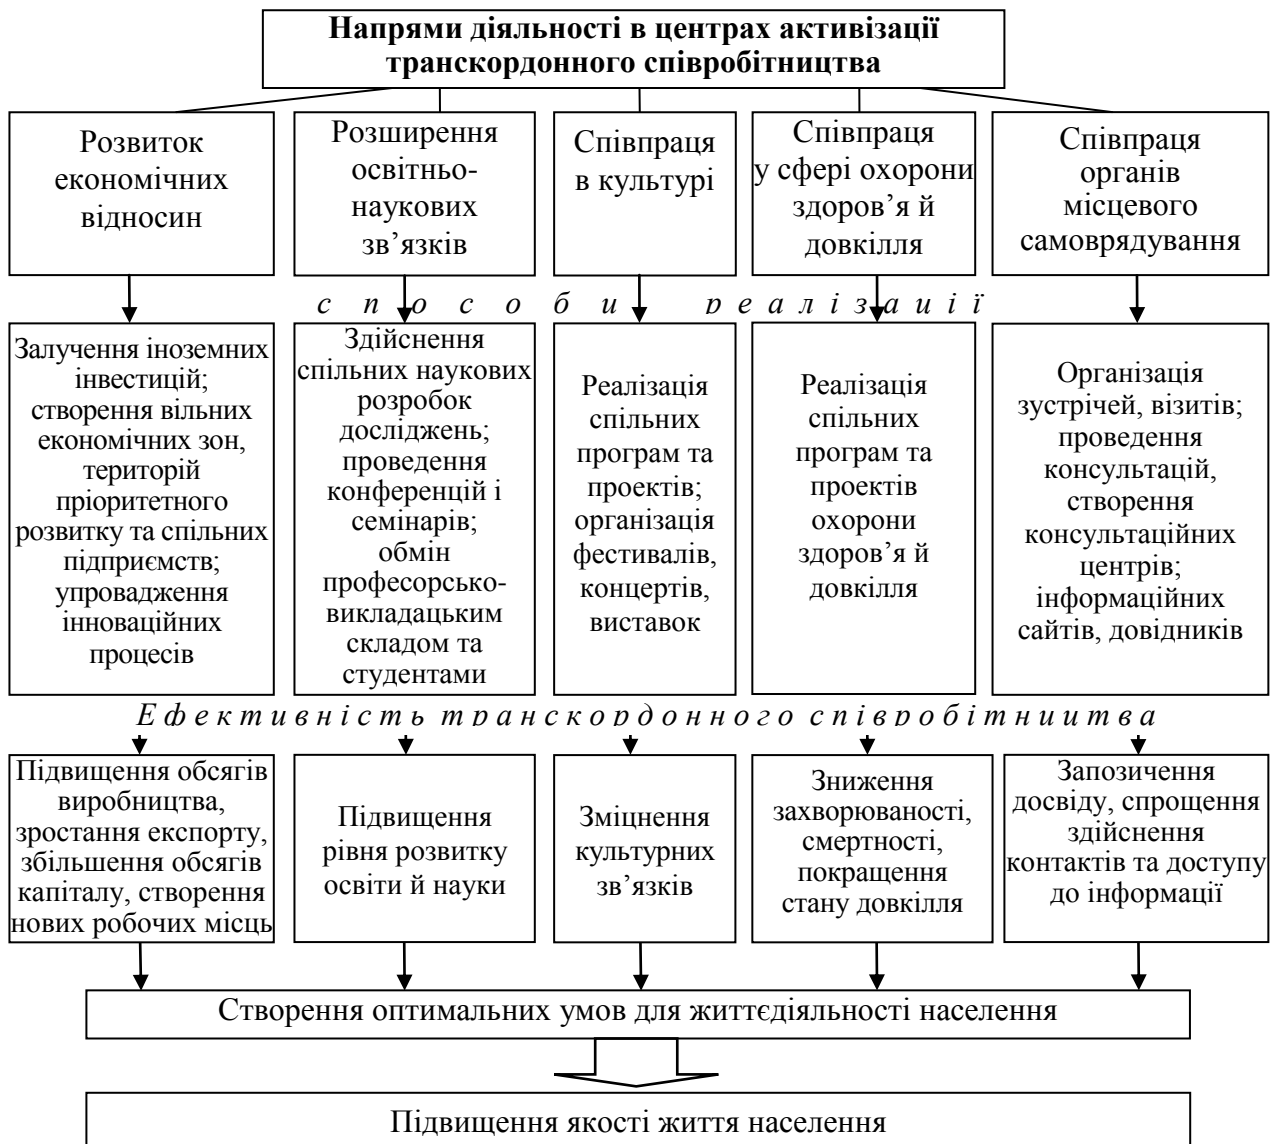 Напрями діяльності в центрах активізації
транскордонного співробітництва
Розвиток
економічних
відносин
Розширення
освітньо-
наукових
зв’язків
Співпраця
в культурі
Співпраця
у сфері охорони
здоров’я й
довкілля
Співпраця
органів
місцевого
самоврядування
с п о с о б и реалізації
Залучення іноземних
інвестицій;
створення вільних
економічних зон,
територій
пріоритетного
розвитку та спільних
підприємств;
упровадження
інноваційних
процесів
Здійснення
спільних наукових
розробок
досліджень;
проведення
конференцій і
семінарів;
обмін
професорсько-
викладацьким
складом та
студентами
Реалізація
спільних
програм та
проектів;
організація
фестивалів,
концертів,
виставок
Реалізація
спільних
програм та
проектів
охорони
здоров’я й
довкілля
Організація
зустрічей, візитів;
проведення
консультацій,
створення
консультаційних
центрів;
інформаційних
сайтів, довідників
Ефективність транскордонного співробітництва
Підвищення обсягів
виробництва,
зростання експорту,
збільшення обсягів
капіталу, створення
нових робочих місць
Підвищення
рівня розвитку
освіти й науки
Зміцнення
культурних
зв’язків
Зниження
захворюваності,
смертності,
покращення
стану довкілля
Запозичення
досвіду, спрощення
здійснення
контактів та доступу
до інформації
Створення оптимальних умов для життєдіяльності населення
Підвищення якості життя населення